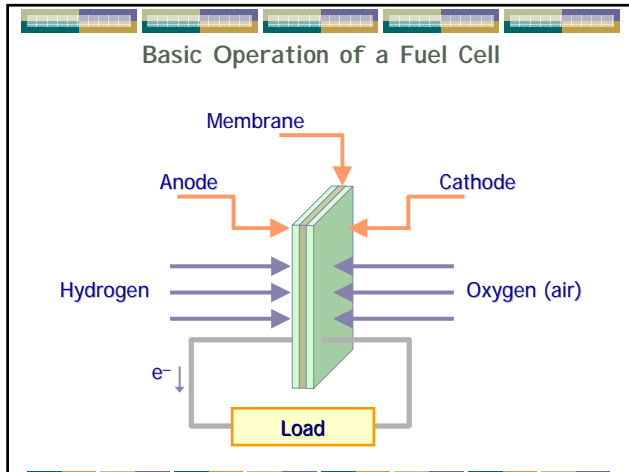 Basic Operation of a Fuel Cell
Membrane
Anode
Cathode
Hydrogen
Oxygen (air)
e–
Load